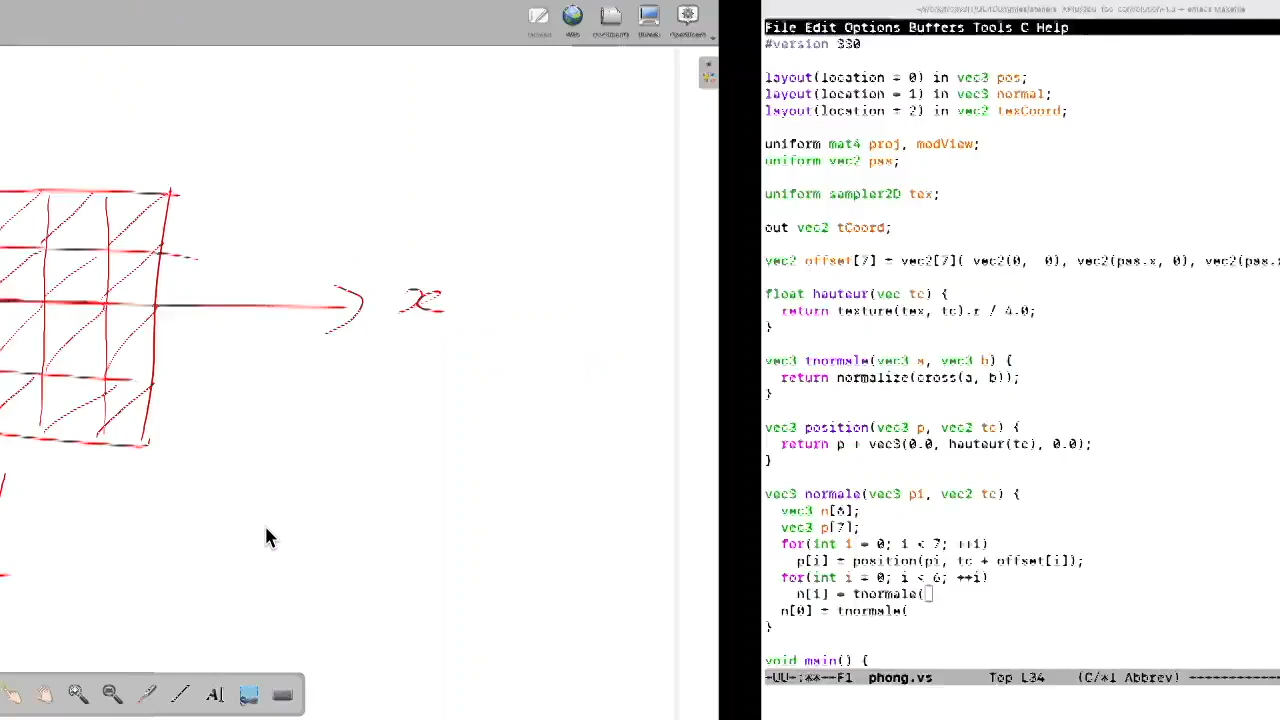 File Edit Options Buffers Tools C Help
#version 330
layout(location = 0) in vec3 pos;
layout(location = 1) in vec3 normal;
layout(location = 2) in vec2 texCoord;
uniform mat4 proj, modView;
uniform vec2 pas;
uniform sampler2D tex;
out vec2 tCoord;
vec2 offset[7] = vec2[7]( vec2(0, 0), vec2(pas.x, 0), vec2(pas.
float hauteur(vec tc) {
return texture(tex, tc).r / 4.0;
}
vec3 tnormale(vec3 a, vec3 b) {
return normalize(cross(a, b));
}
vec3 position(vec3 p, vec2 tc) {
return p + vec3(0.0, hauteur(tc), 0.0);
}
vec3 normale(vec3 pi, vec2 tc) {
vec3 n[6];
vec3 p[7];
for(int i = 0; i < 7; ++i)
p[i] = position(pi, tc + offset[i]);
for(int i = 0; i < 6; ++i)
n[i] = tnormale(
n[0] = tnormale(
}
void main() {
-UU-:**--F1 phong.vs Top L34 (C/*l Abbrev) ----------
x
AI